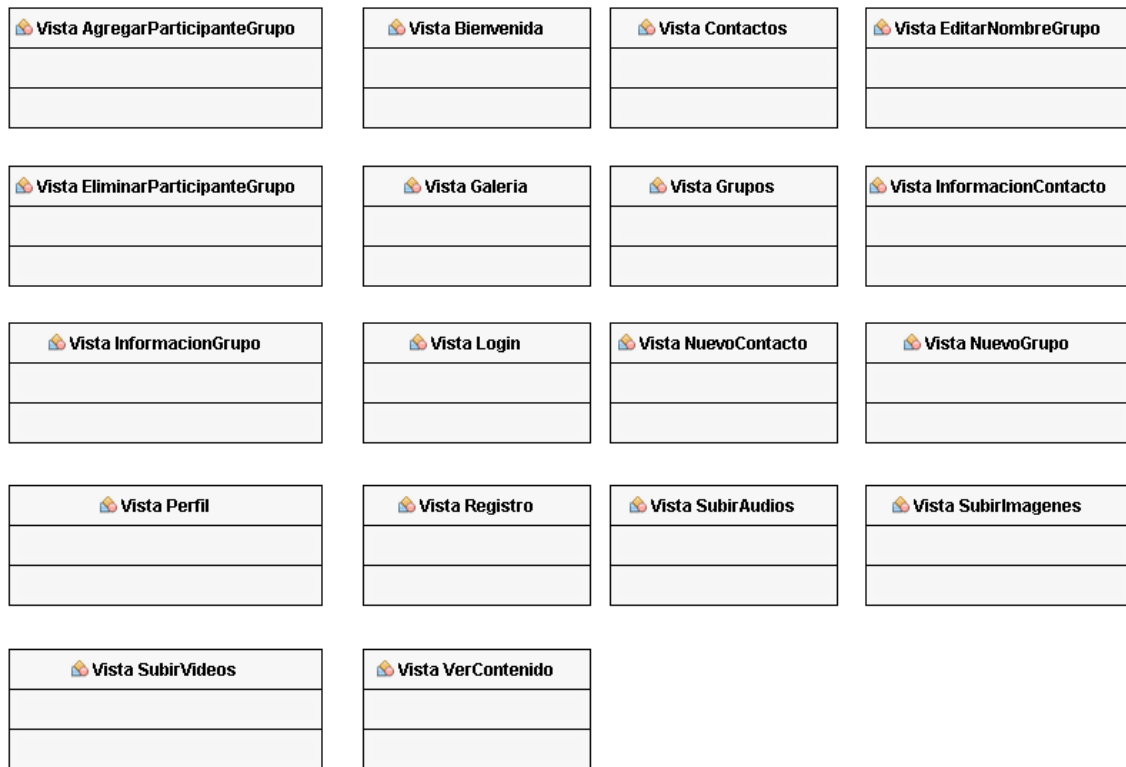 Vista AgregarParticipanteGrupo
Vista Bienvenida
Vista Contactos
Vista EditarNombreGrupo
Vista EliminarParticipanteGrupo
Vista Galeria
Vista Grupos
Vista InformacionContacto
Vista InformacionGrupo
Vista Login
Vista NuevoContacto
Vista NuevoGrupo
Vista Perfil
Vista Registro
Vista SubirAudios
Vista SubirImagenes
Vista SubirVideos
Vista VerContenido